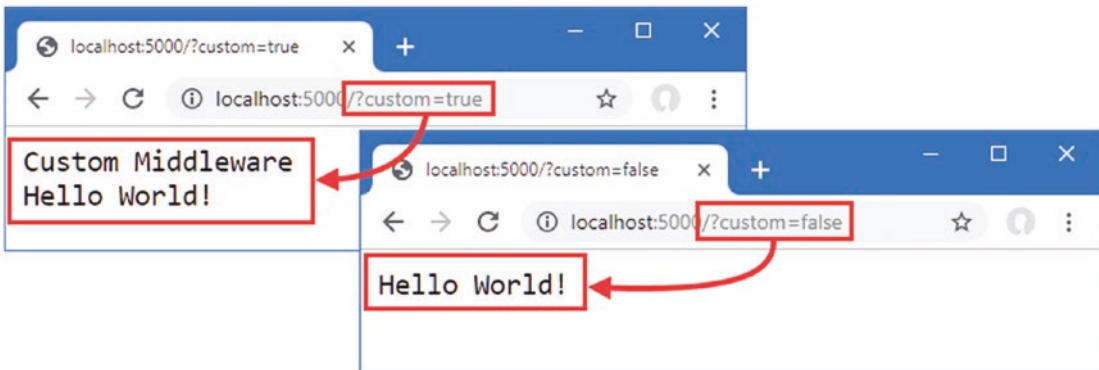 localhost:5000/?custom=true
localhost:5000/?custom=true
Custom Middleware
Hello World!
localhost:5000/?custom=false
localhost:5000/?custom=false
Hello World!